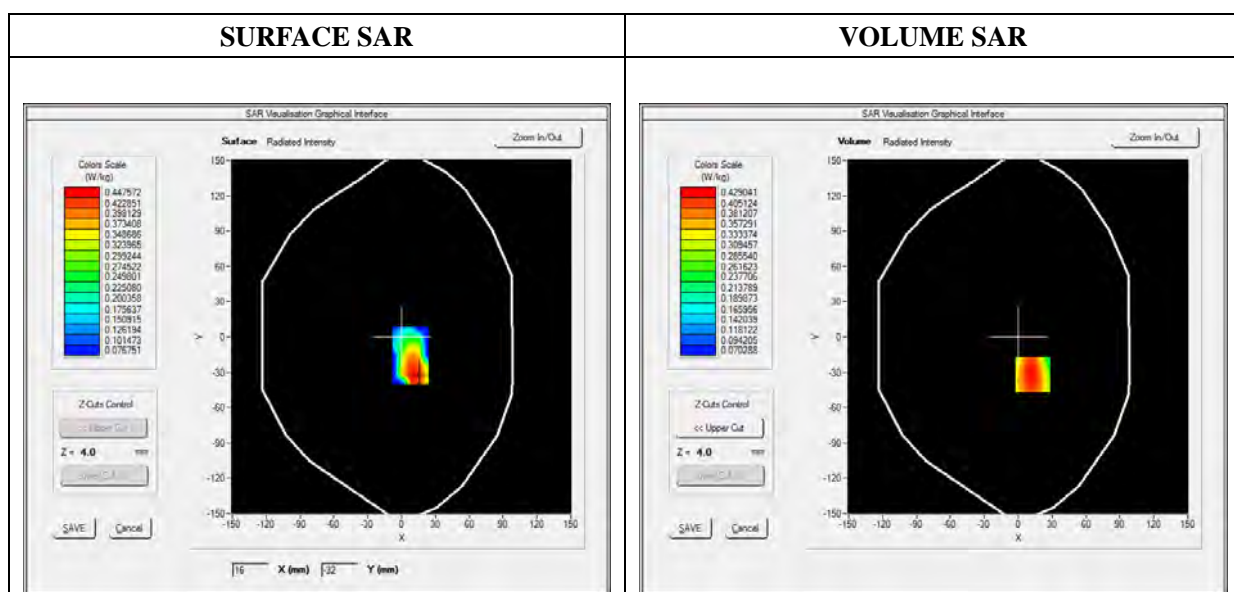 SURFACE SAR
VOLUME SAR
SAR Visualisation Graphical Interface
Surface Radiated Intensity
Zoom In/Out
Colors Scale
(W/kg)
0.447572
0.422851
0.398129
0.373408
0.348686
0.323965
0.299244
0.274522
0.249801
0.225080
0.200358
0.175637
0.150915
0.126194
0.101473
0.076751
150
120
90
60
30
0
-30
-60
-90
-120
-150
Y
-150 -120 -90 -60 -30 0 30 60 90 120 150
X
Z-Cuts Control
<< Upper Cut
Z = 4.0 mm
SAVE Cancel
16 X (mm) -32 Y (mm)
SAR Visualisation Graphical Interface
Volume Radiated Intensity
Zoom In/Out
Colors Scale
(W/kg)
0.429041
0.405124
0.381207
0.357291
0.333374
0.309457
0.285540
0.261623
0.237706
0.213789
0.189873
0.165956
0.142039
0.118122
0.094205
0.070288
150
120
90
60
30
0
-30
-60
-90
-120
-150
Y
-150 -120 -90 -60 -30 0 30 60 90 120 150
X
Z-Cuts Control
<< Upper Cut
Z = 4.0 mm
SAVE Cancel